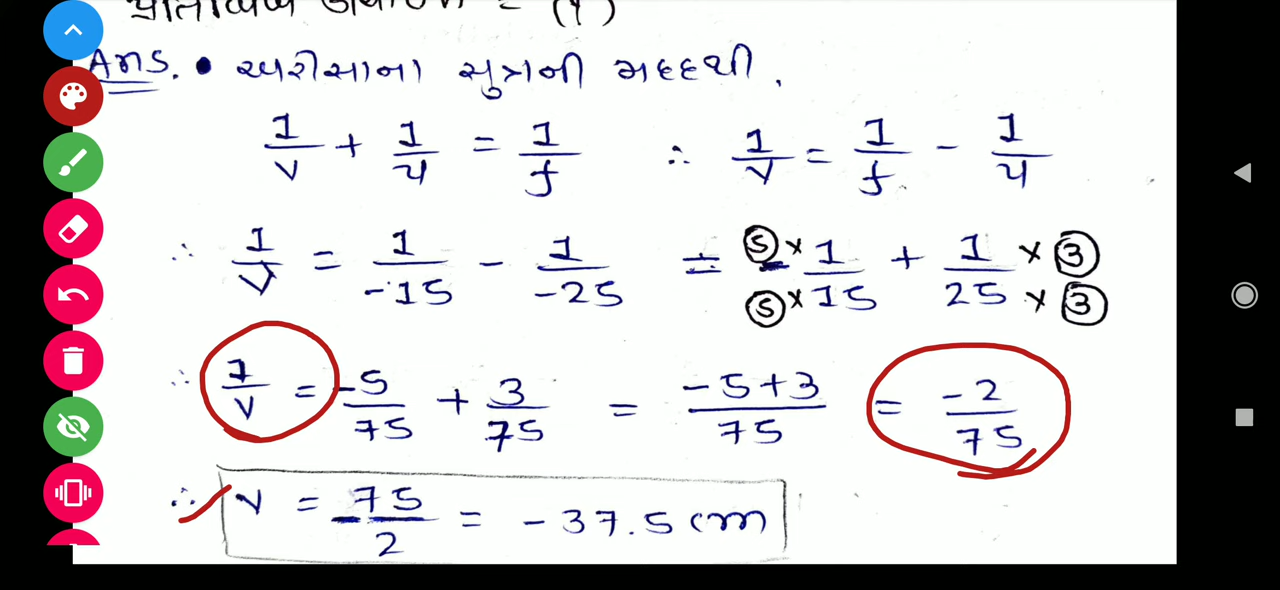 Ans. • અરીસાના સુત્રની મદદથી,
1/v + 1/u = 1/f ∴ 1/v = 1/f - 1/u
∴ 1/v = 1/-15 - 1/-25 = - (5) × 1 / (5) × 15 + 1 × (3) / 25 × (3)
∴ 1/v = -5/75 + 3/75 = -5+3/75 = -2/75
∴ v = -75/2 = -37.5 cm